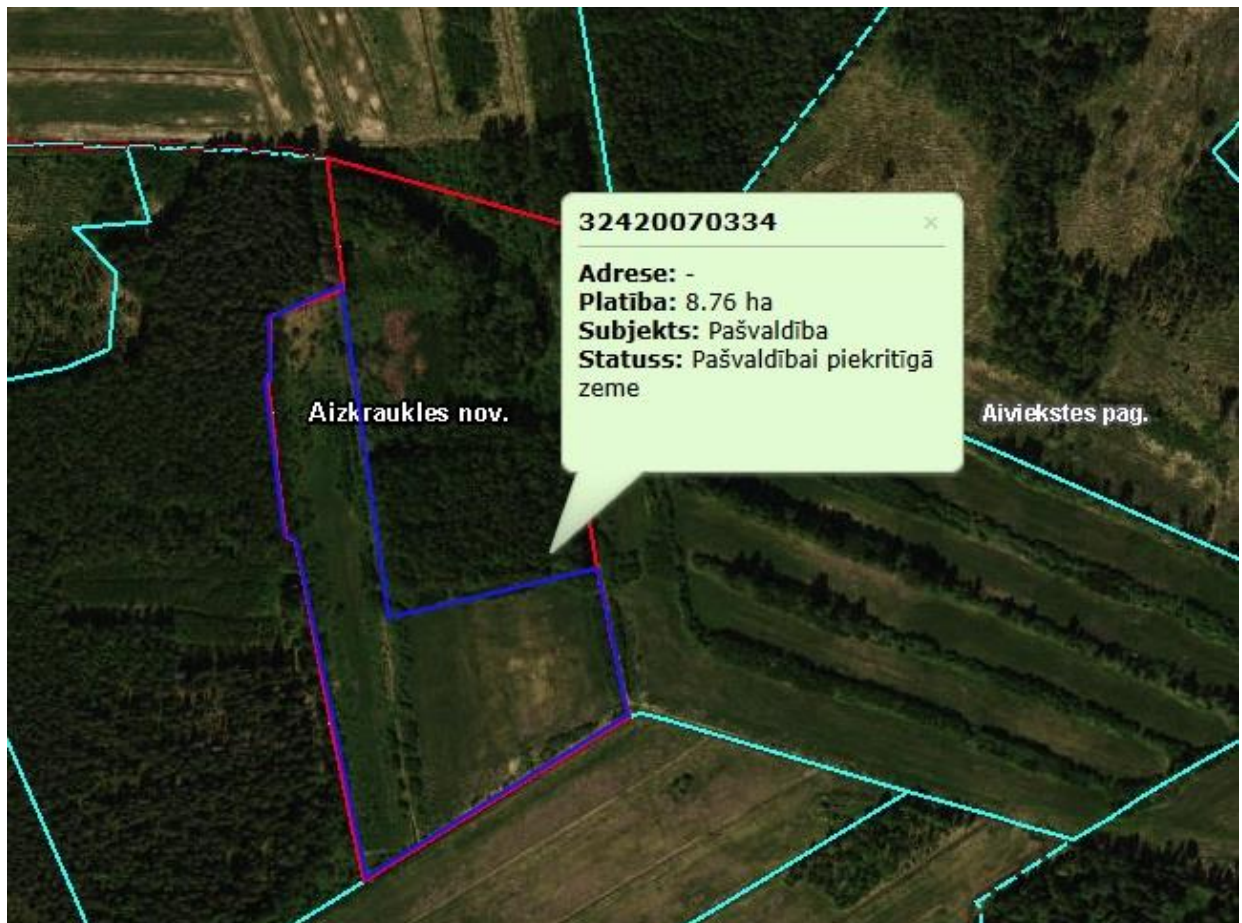 32420070334 ×
Adrese: -
Platība: 8.76 ha
Subjekts: Pašvaldība
Statuss: Pašvaldībai piekritīgā
zeme
Aizkraukles nov.
Aiviekstes pag.